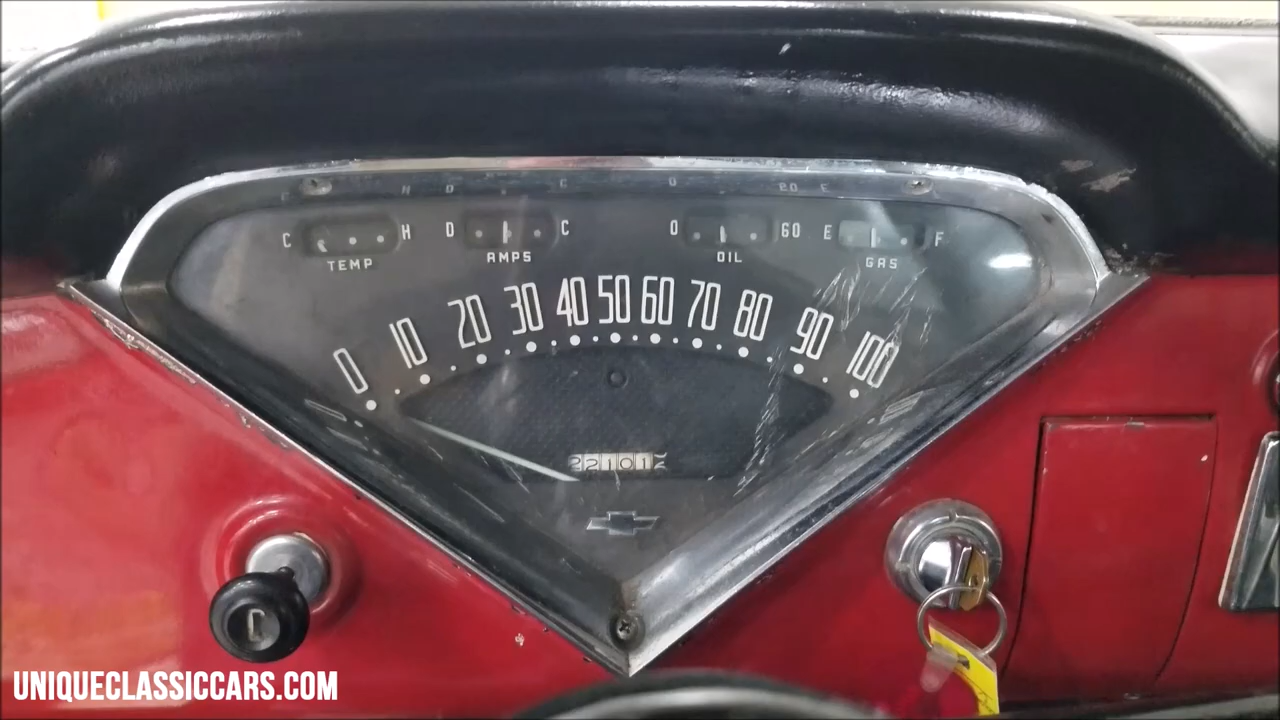 C H D C O 60 E F
TEMP AMPS OIL GAS
0 10 20 30 40 50 60 70 80 90 100
22101
UNIQUECLASSICCARS.COM